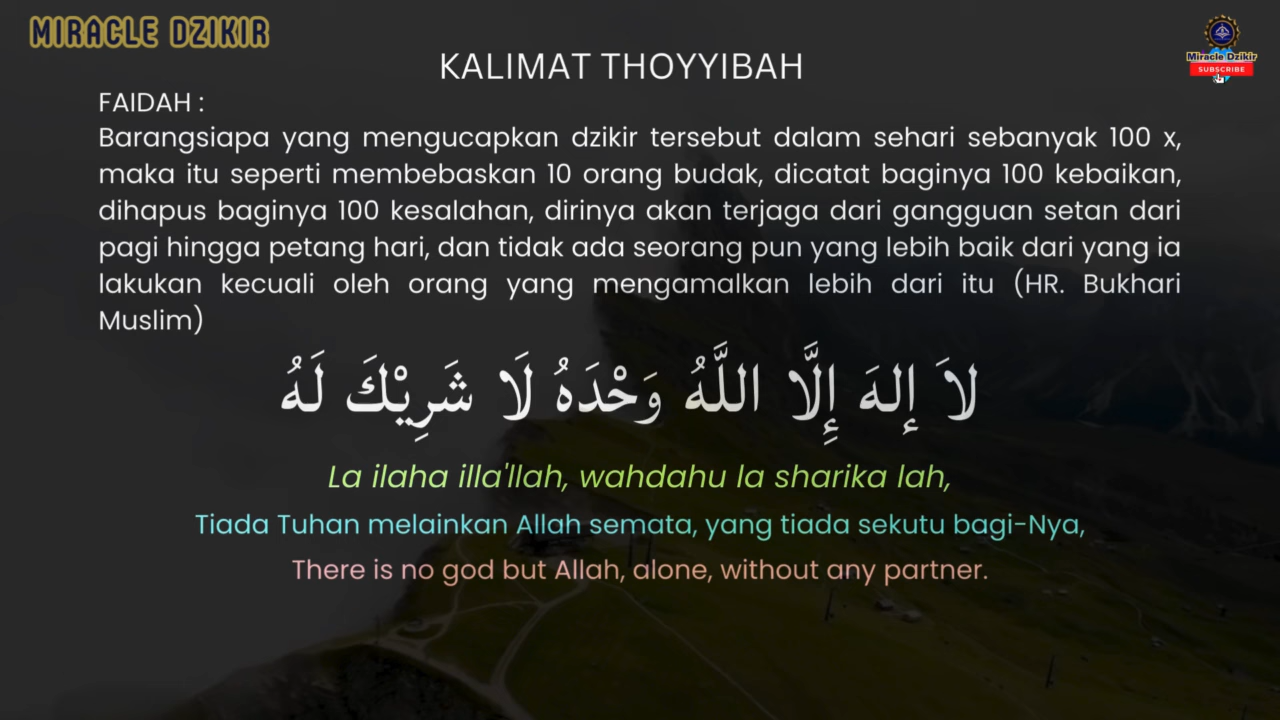 MIRACLE DZIKIR
Miracle Dzikir
SUBSCRIBE
KALIMAT THOYYIBAH
FAIDAH :
Barangsiapa yang mengucapkan dzikir tersebut dalam sehari sebanyak 100 x,
maka itu seperti membebaskan 10 orang budak, dicatat baginya 100 kebaikan,
dihapus baginya 100 kesalahan, dirinya akan terjaga dari gangguan setan dari
pagi hingga petang hari, dan tidak ada seorang pun yang lebih baik dari yang ia
lakukan kecuali oleh orang yang mengamalkan lebih dari itu (HR. Bukhari
Muslim)
لاَ إِلهَ إِلَّا اللَّهُ وَحْدَهُ لَا شَرِيْكَ لَهُ
La ilaha illa'llah, wahdahu la sharika lah,
Tiada Tuhan melainkan Allah semata, yang tiada sekutu bagi-Nya,
There is no god but Allah, alone, without any partner.